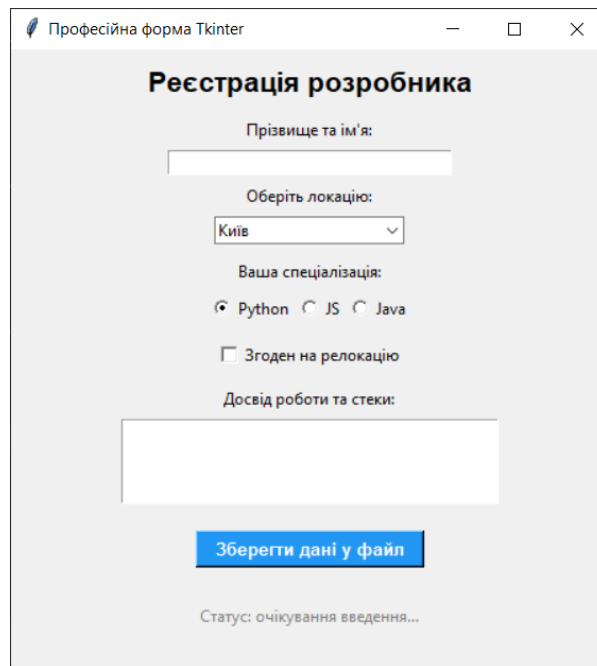 Професійна форма Tkinter
Реєстрація розробника
Прізвище та ім'я:
Оберіть локацію:
Київ
Ваша спеціалізація:
Python JS Java
Згоден на релокацію
Досвід роботи та стеки:
Зберегти дані у файл
Статус: очікування введення...